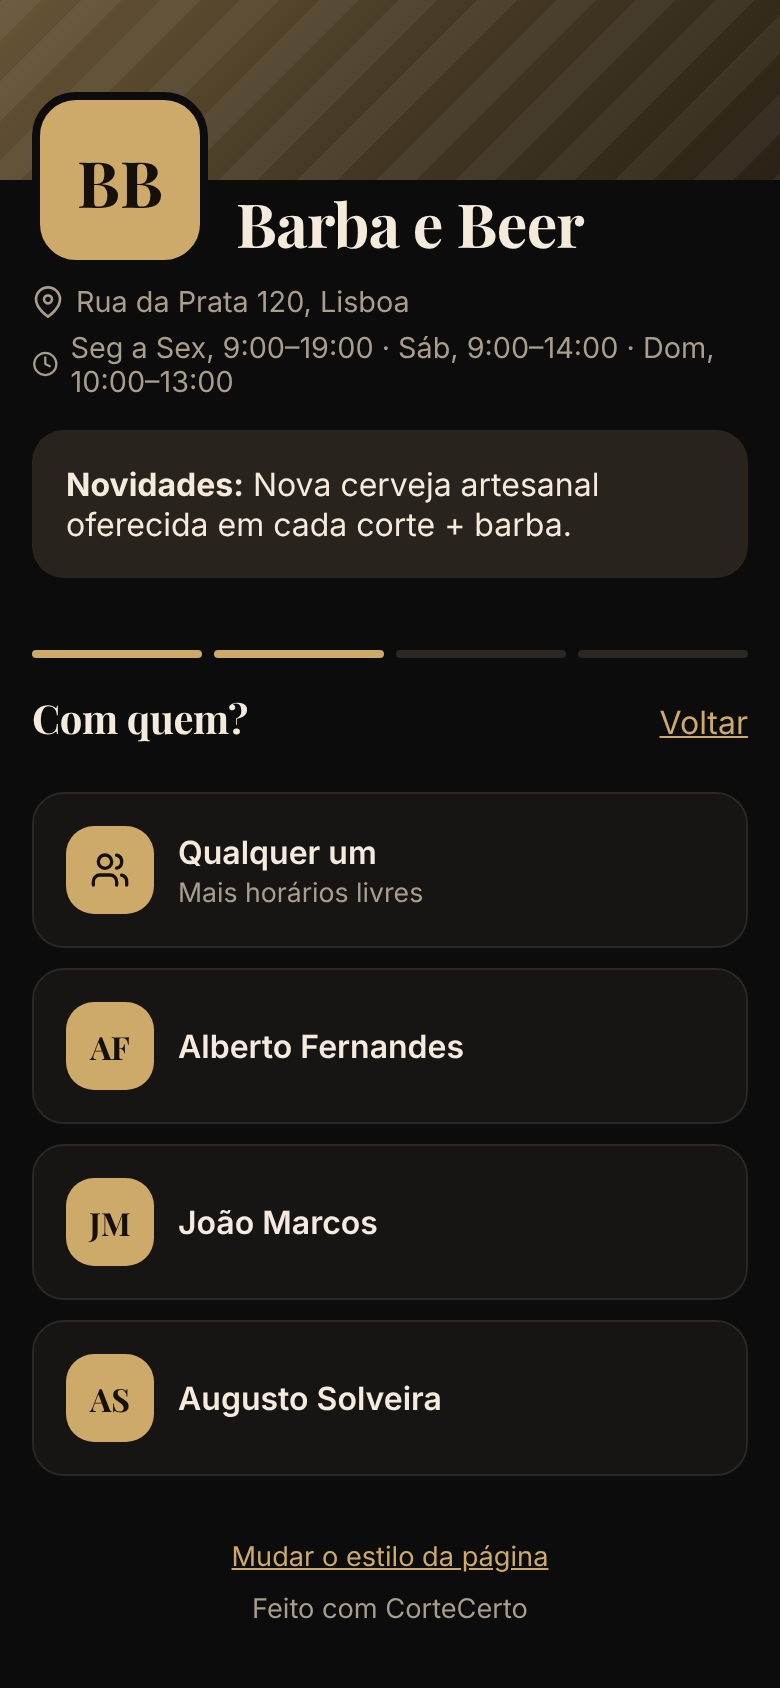 BB
Barba e Beer
Rua da Prata 120, Lisboa
Seg a Sex, 9:00–19:00 · Sáb, 9:00–14:00 · Dom,
10:00–13:00
Novidades: Nova cerveja artesanal
oferecida em cada corte + barba.
Com quem?
Voltar
Qualquer um
Mais horários livres
AF
Alberto Fernandes
JM
João Marcos
AS
Augusto Solveira
Mudar o estilo da página
Feito com CorteCerto